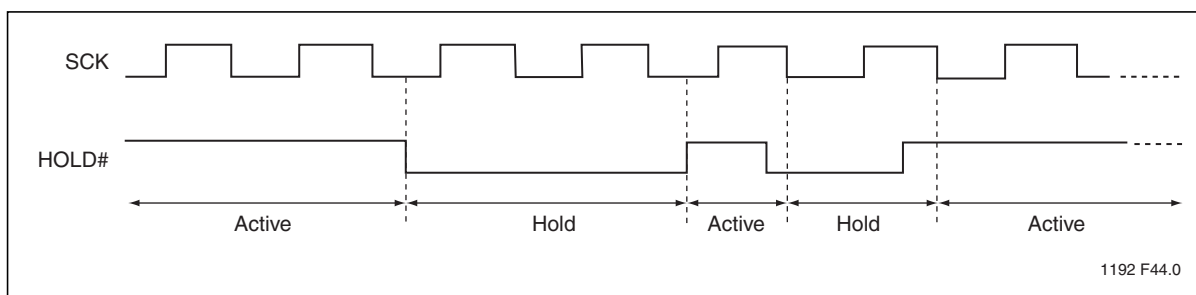 SCK
HOLD#
Active Hold Active Hold Active
1192 F44.0